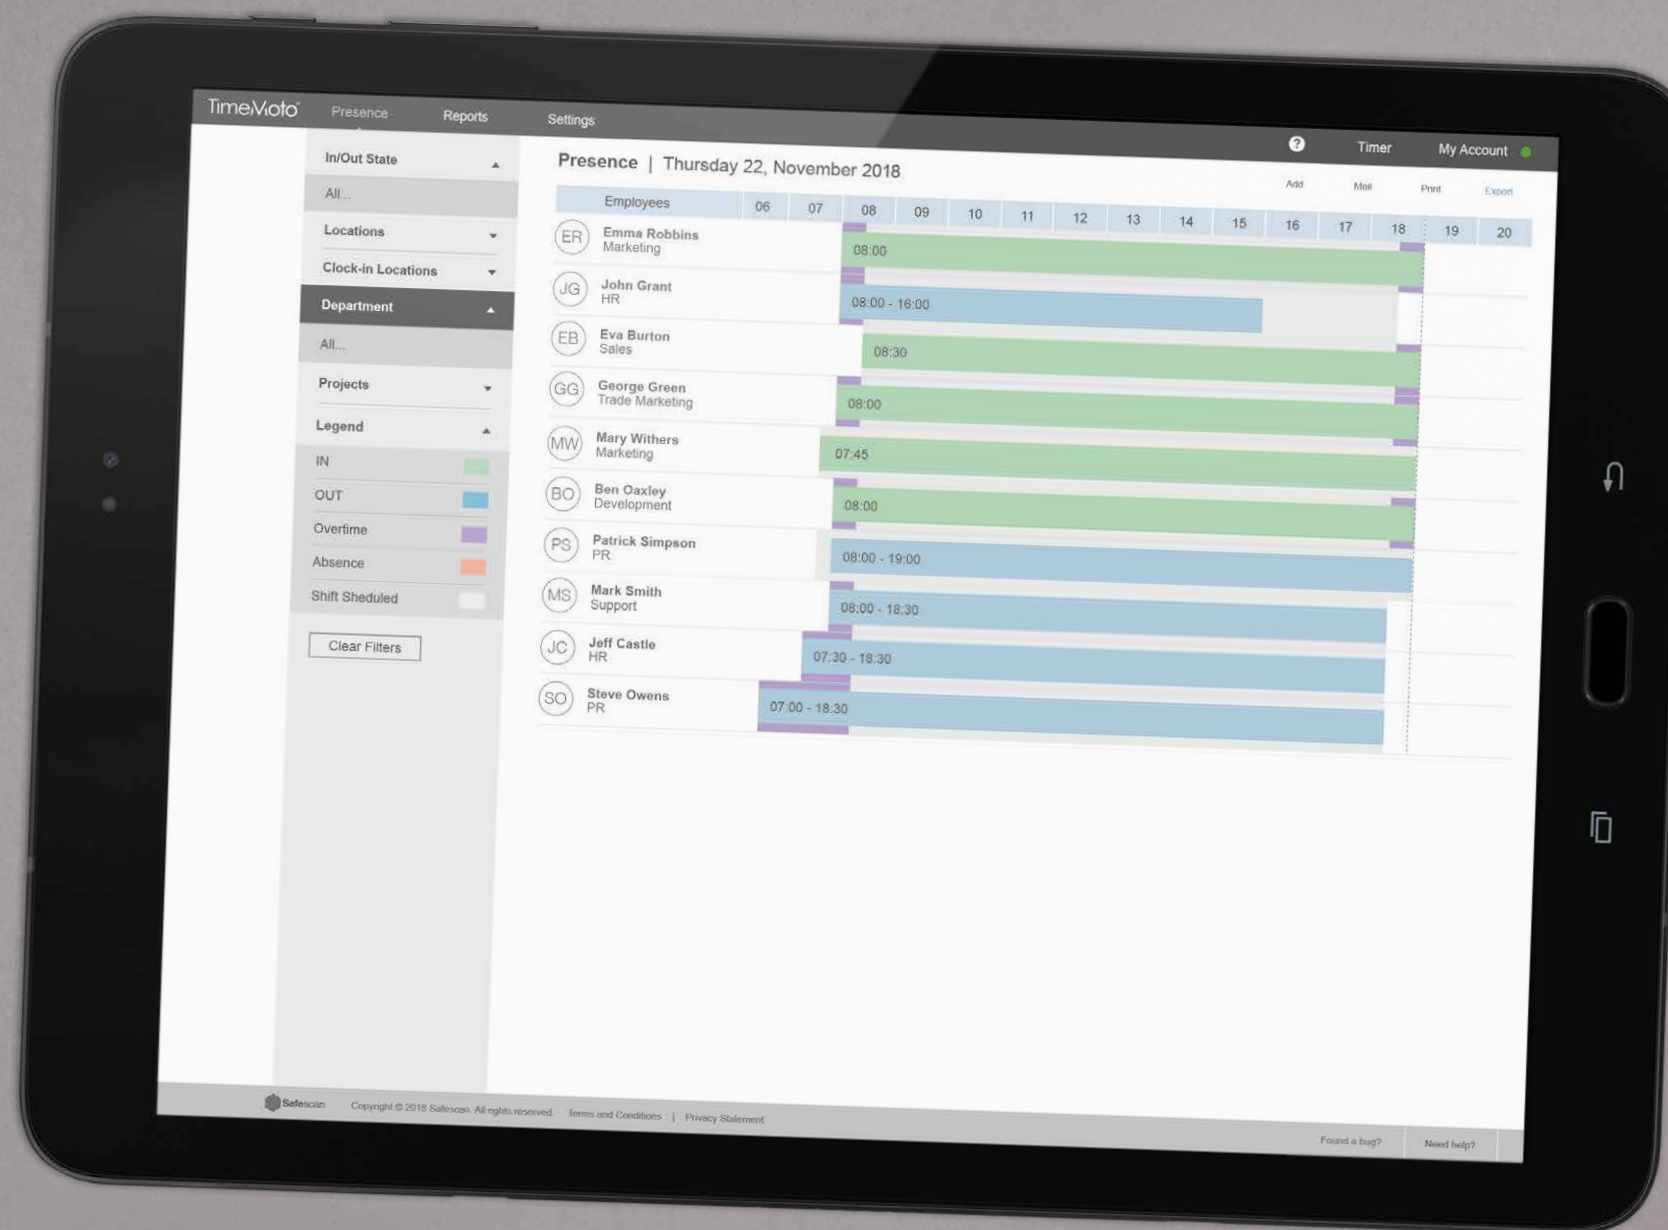 TimeMoto Presence Reports Settings ? Timer My Account
In/Out State
All...
Locations
Clock-in Locations
Department
All...
Projects
Legend
IN
OUT
Overtime
Absence
Shift Sheduled
Clear Filters
Presence | Thursday 22, November 2018
Add Mail Print Export
Employees 06 07 08 09 10 11 12 13 14 15 16 17 18 19 20
ER Emma Robbins 08:00
Marketing
JG John Grant 08:00 - 16:00
HR
EB Eva Burton 08:30
Sales
GG George Green 08:00
Trade Marketing
MW Mary Withers 07:45
Marketing
BO Ben Oaxley 08:00
Development
PS Patrick Simpson 08:00 - 19:00
PR
MS Mark Smith 08:00 - 18:30
Support
JC Jeff Castle 07:30 - 18:30
HR
SO Steve Owens 07:00 - 18:30
PR
Safescan Copyright © 2018 Safescan. All rights reserved. Terms and Conditions | Privacy Statement
Found a bug? Need help?